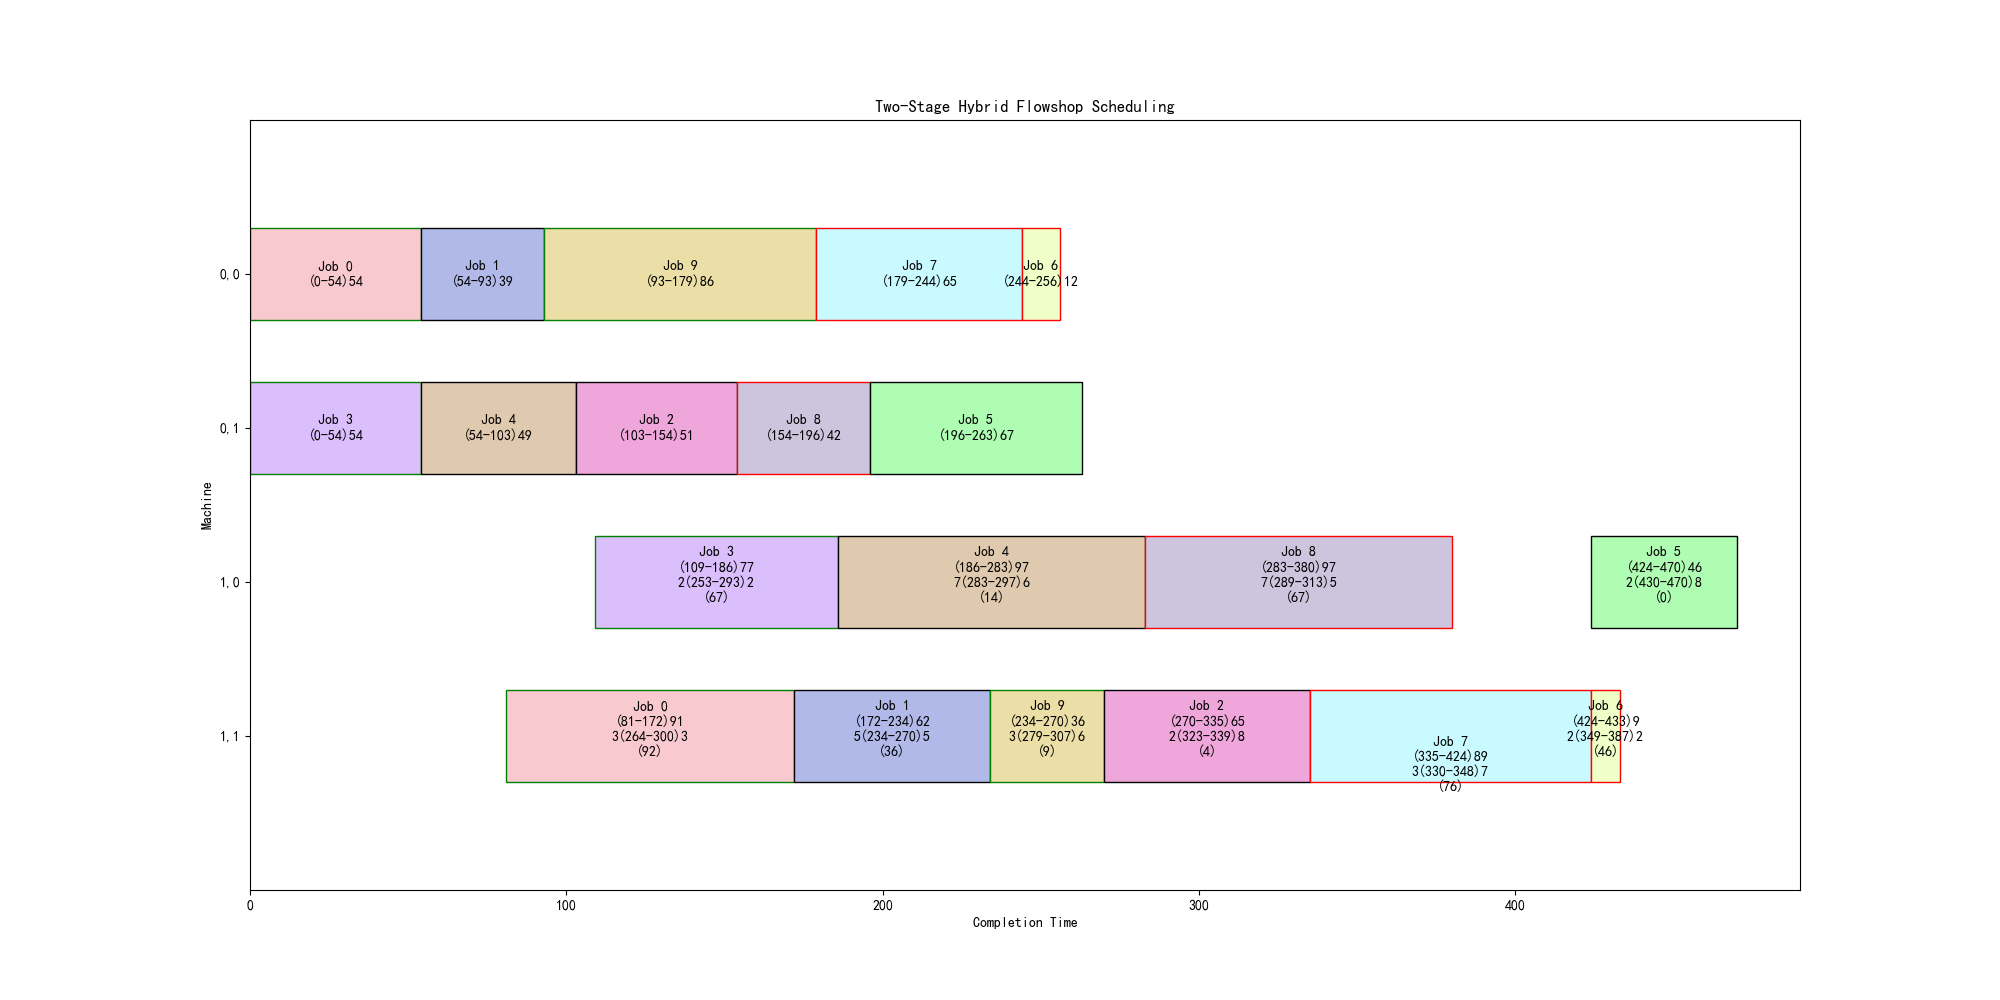 Two-Stage Hybrid Flowshop Scheduling
Machine
0,0
Job 0
(0-54)54
Job 1
(54-93)39
Job 9
(93-179)86
Job 7
(179-244)65
Job 6
(244-256)12
0,1
Job 3
(0-54)54
Job 4
(54-103)49
Job 2
(103-154)51
Job 8
(154-196)42
Job 5
(196-263)67
1,0
Job 3
(109-186)77
2(253-293)2
(67)
Job 4
(186-283)97
7(283-297)6
(14)
Job 8
(283-380)97
7(289-313)5
(67)
Job 5
(424-470)46
2(430-470)8
(0)
1,1
Job 0
(81-172)91
3(264-300)3
(92)
Job 1
(172-234)62
5(234-270)5
(36)
Job 9
(234-270)36
3(279-307)6
(9)
Job 2
(270-335)65
2(323-339)8
(4)
Job 7
(335-424)89
3(330-348)7
(76)
Job 6
(424-433)9
2(349-387)2
(46)
0
100
200
300
400
Completion Time